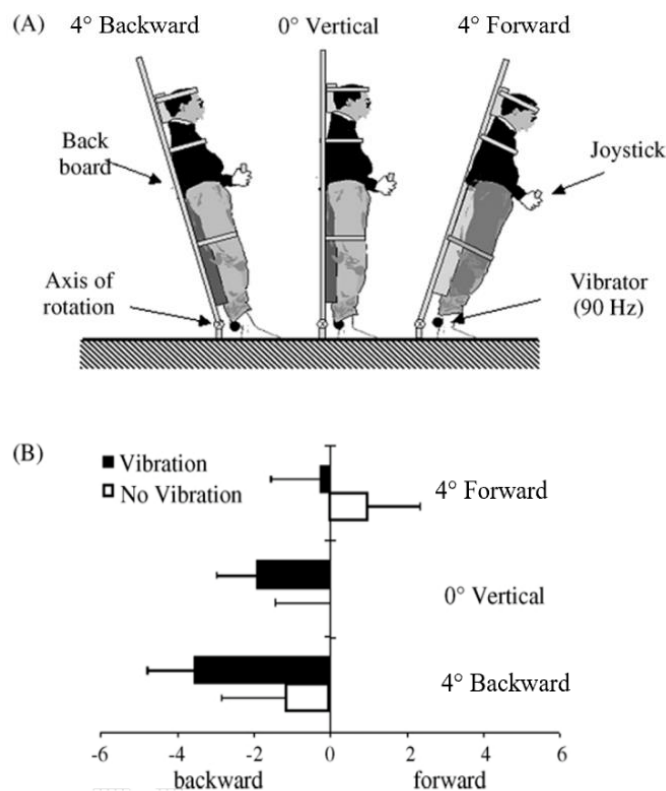 (A) 4° Backward 0° Vertical 4° Forward
Back
board
Joystick
Axis of
rotation
Vibrator
(90 Hz)
(B)
Vibration
No Vibration
4° Forward
0° Vertical
4° Backward
-6 -4 -2 0 2 4 6
backward forward